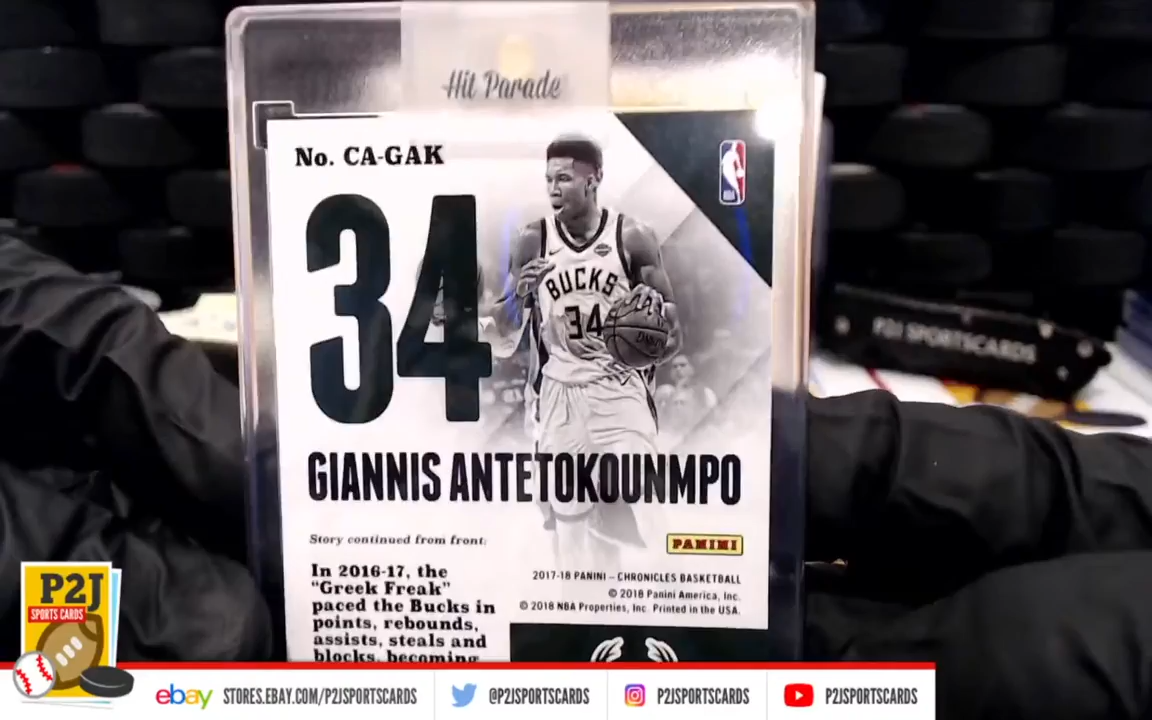 Hit Parade
No. CA-GAK
NBA
34
BUCKS
34
GIANNIS ANTETOKOUNMPO
Story continued from front:
PANINI
In 2016-17, the
"Greek Freak"
paced the Bucks in
points, rebounds,
assists, steals and
blocks, becoming
2017-18 PANINI – CHRONICLES BASKETBALL
© 2018 Panini America, Inc.
© 2018 NBA Properties, Inc. Printed in the USA.
P2J SPORTSCARDS
P2J
SPORTS CARDS
ebay STORES.EBAY.COM/P2JSPORTSCARDS
@P2JSPORTSCARDS
P2JSPORTSCARDS
P2JSPORTSCARDS